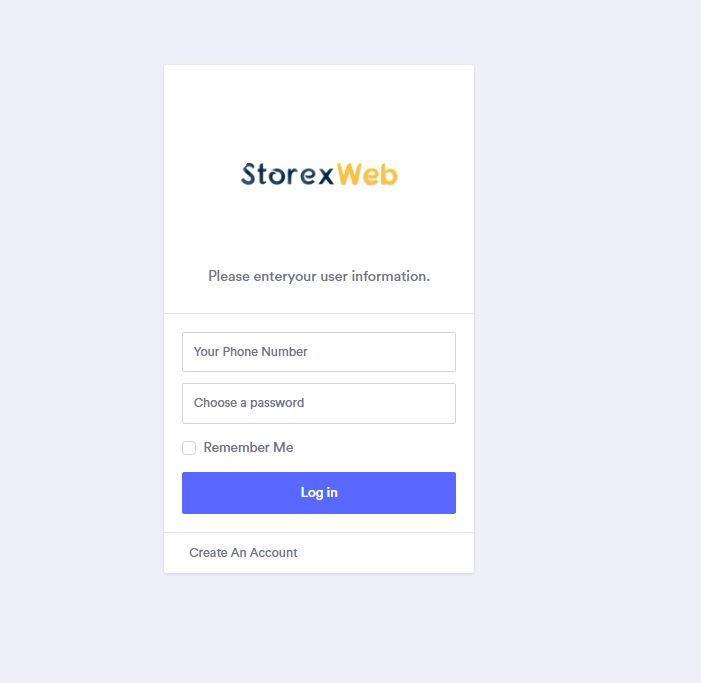 StorexWeb
Please enteryour user information.
Your Phone Number
Choose a password
Remember Me
Log in
Create An Account